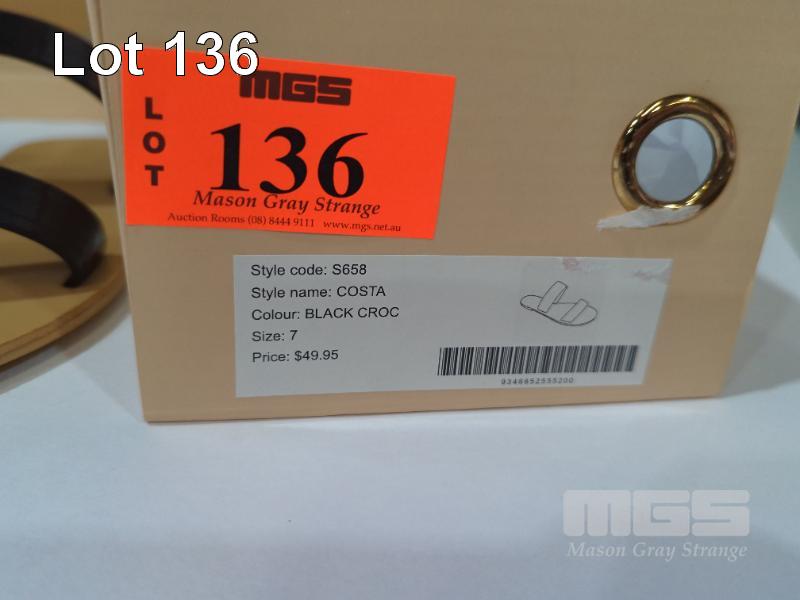 Lot 136
MGS
LOT
136
Mason Gray Strange
Auction Rooms (08) 8444 9111 www.mgs.net.au
Style code: S658
Style name: COSTA
Colour: BLACK CROC
Size: 7
Price: $49.95
9346652555200
MGS
Mason Gray Strange